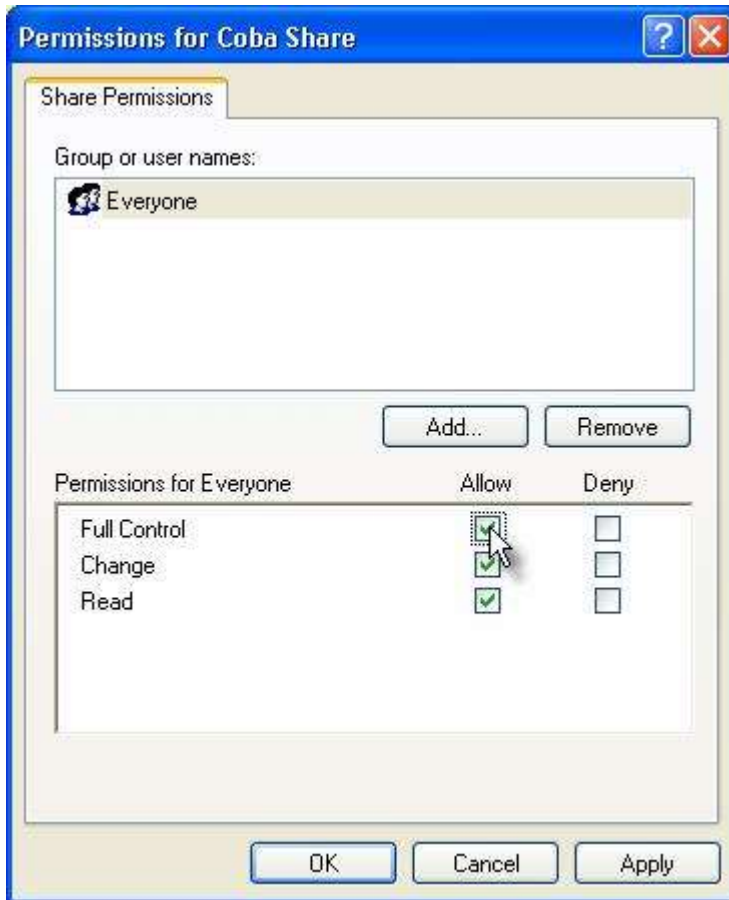 Permissions for Coba Share
Share Permissions
Group or user names:
Everyone
Add... Remove
Permissions for Everyone Allow Deny
Full Control
Change
Read
OK Cancel Apply